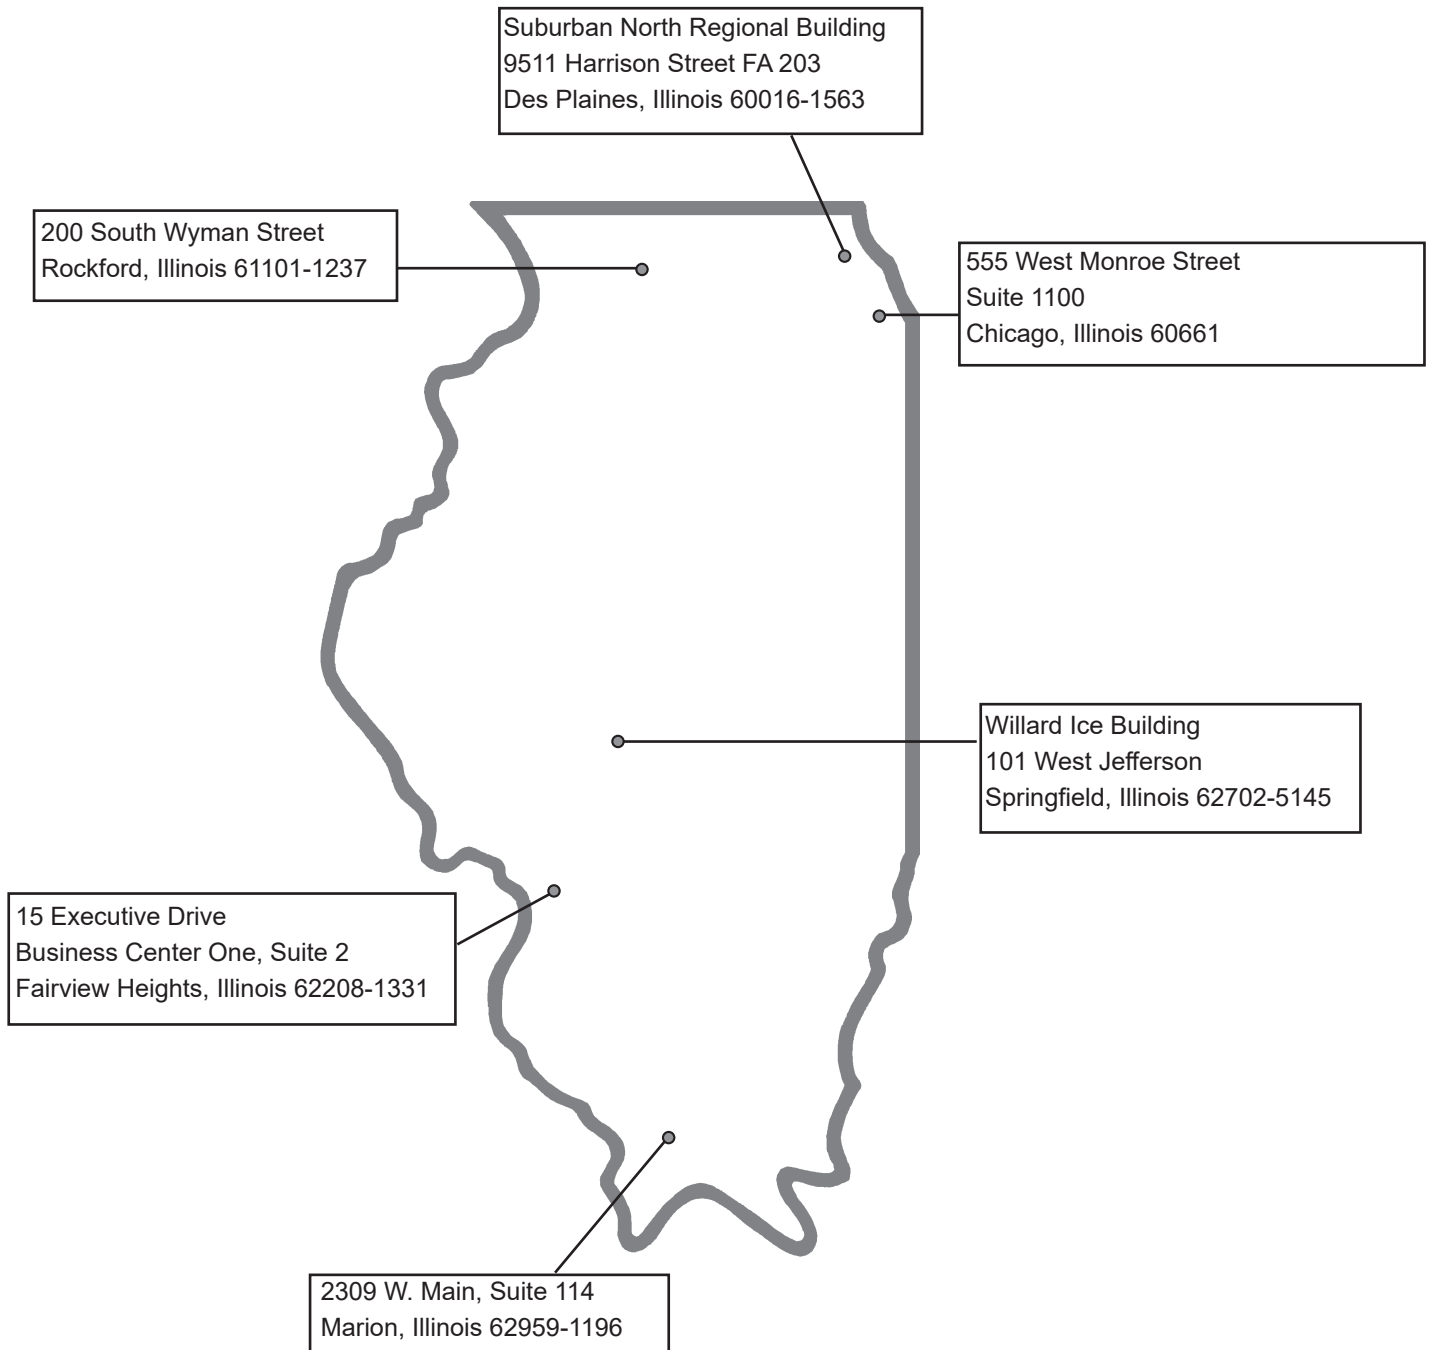 Suburban North Regional Building
9511 Harrison Street FA 203
Des Plaines, Illinois 60016-1563
200 South Wyman Street
Rockford, Illinois 61101-1237
555 West Monroe Street
Suite 1100
Chicago, Illinois 60661
Willard Ice Building
101 West Jefferson
Springfield, Illinois 62702-5145
15 Executive Drive
Business Center One, Suite 2
Fairview Heights, Illinois 62208-1331
2309 W. Main, Suite 114
Marion, Illinois 62959-1196